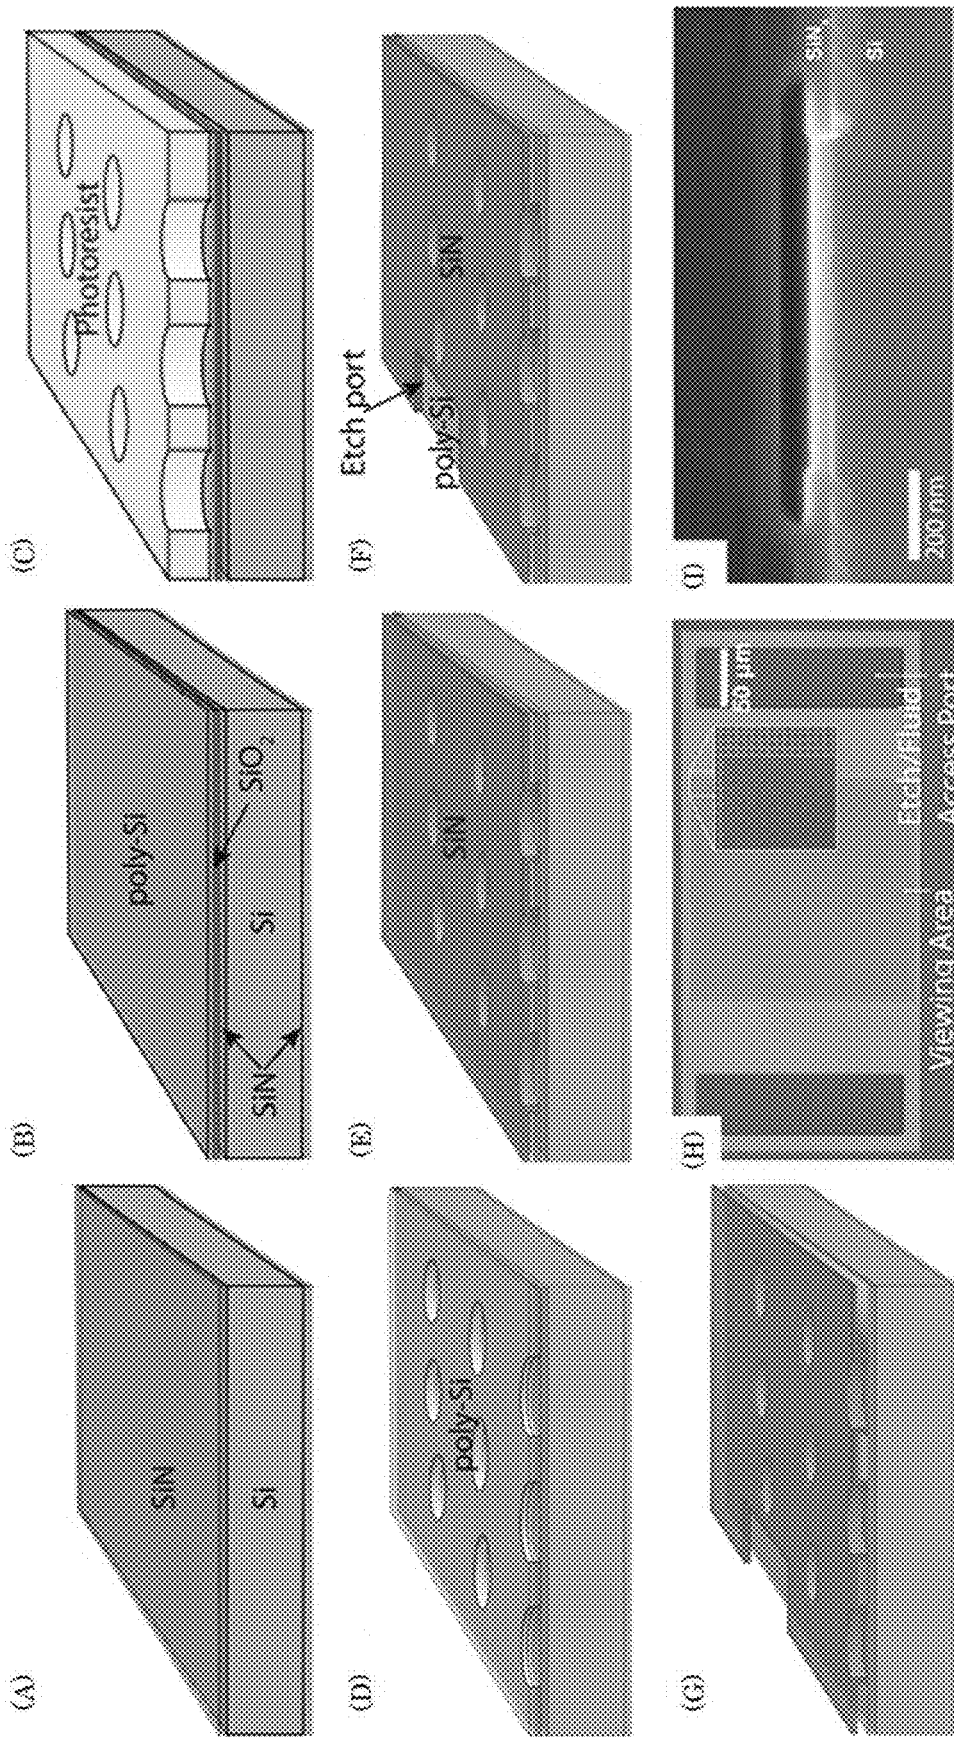 (A)
SiN
Si
(B)
poly-Si
SiO2
Si
SiN
(C)
Photoresist
(D)
poly-Si
(E)
SiN
(F)
Etch port
poly-Si
SiN
(G)
(H)
50 µm
Etch/Fluid
Viewing Area Access Port
(I)
SiN
Si
200 nm